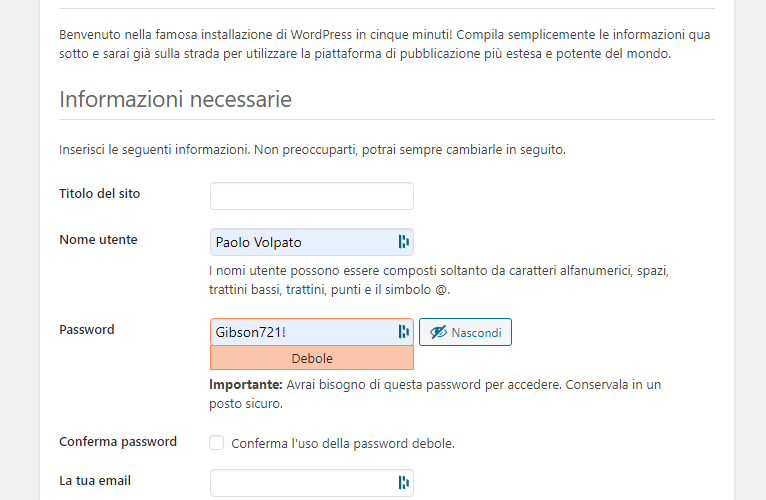 Benvenuto nella famosa installazione di WordPress in cinque minuti! Compila semplicemente le informazioni qua
sotto e sarai già sulla strada per utilizzare la piattaforma di pubblicazione più estesa e potente del mondo.
Informazioni necessarie
Inserisci le seguenti informazioni. Non preoccuparti, potrai sempre cambiarle in seguito.
Titolo del sito
Nome utente Paolo Volpato
I nomi utente possono essere composti soltanto da caratteri alfanumerici, spazi,
trattini bassi, trattini, punti e il simbolo @.
Password Gibson721! Nascondi
Debole
Importante: Avrai bisogno di questa password per accedere. Conservala in un
posto sicuro.
Conferma password Conferma l'uso della password debole.
La tua email